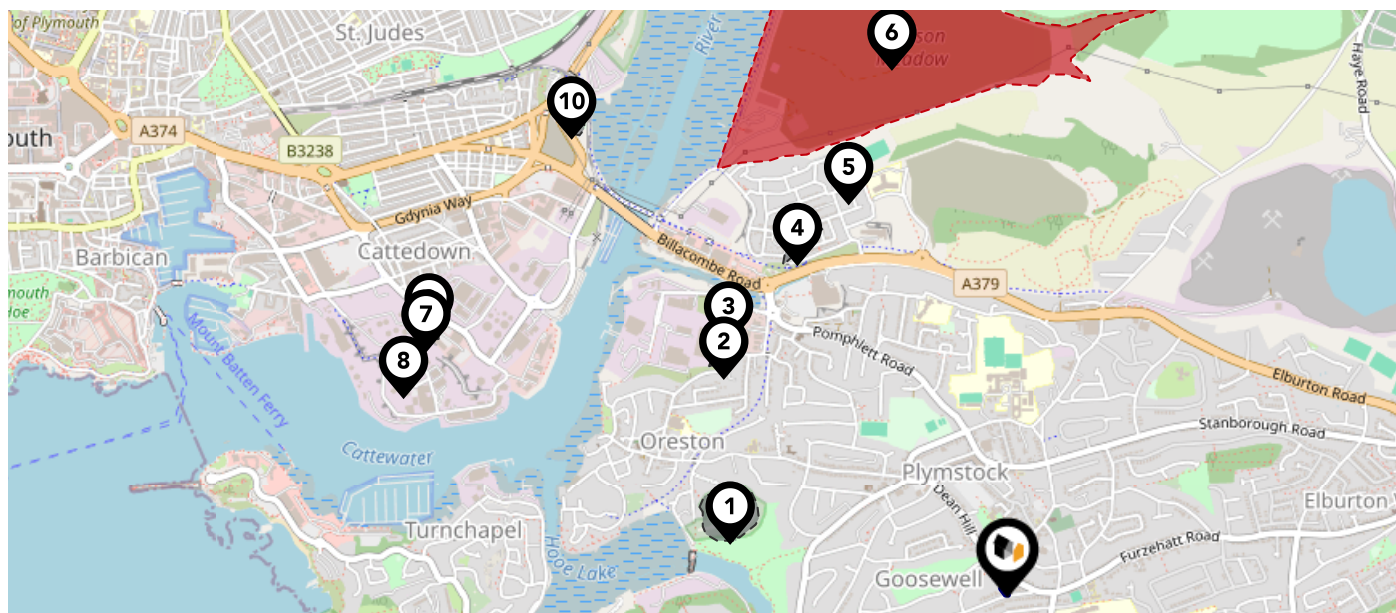 of Plymouth
St. Judes
River
6
Haye Road
10
A374
outh
B3238
5
Gdynia Way
4
Cattedown
Billacombe Road
Barbican
A379
7
3
2
Pomphlett Road
8
Mount Batten Ferry
Elburton Road
Stanborough Road
Oreston
Cattewater
Plymstock
Dean Hill
1
Elburton
Turnchapel
Hooe Lake
Furzehatt Road
Goosewell